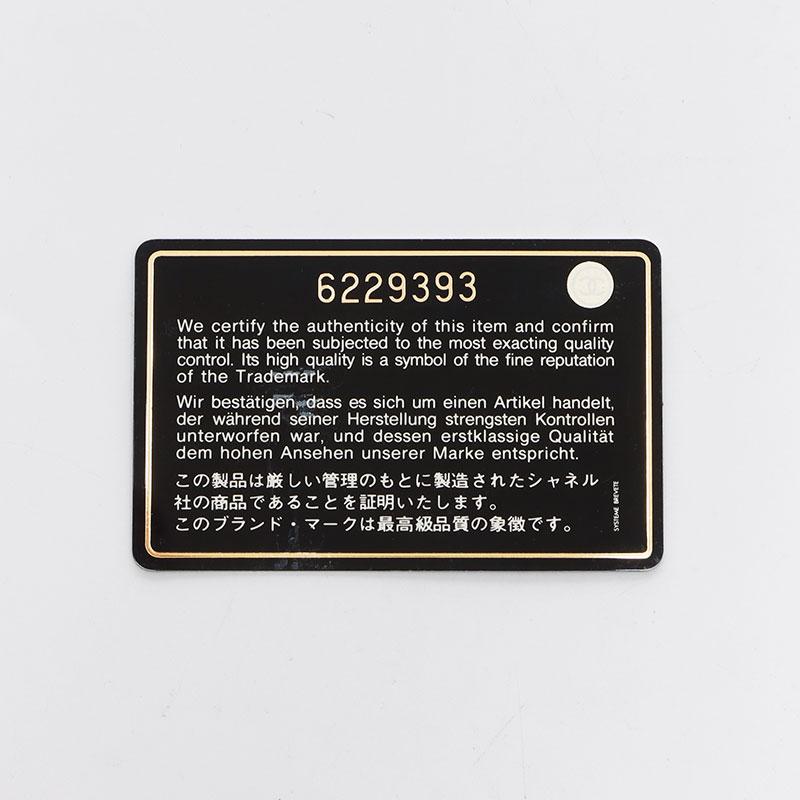 6229393
We certify the authenticity of this item and confirm
that it has been subjected to the most exacting quality
control. Its high quality is a symbol of the fine reputation
of the Trademark.
Wir bestätigen, dass es sich um einen Artikel handelt,
der während seiner Herstellung strengsten Kontrollen
unterworfen war, und dessen erstklassige Qualität
dem hohen Ansehen unserer Marke entspricht.
この製品は厳しい管理のもとに製造されたシャネル
社の商品であることを証明いたします。
このブランド・マークは最高級品質の象徴です。
SYSTEME BREVETE